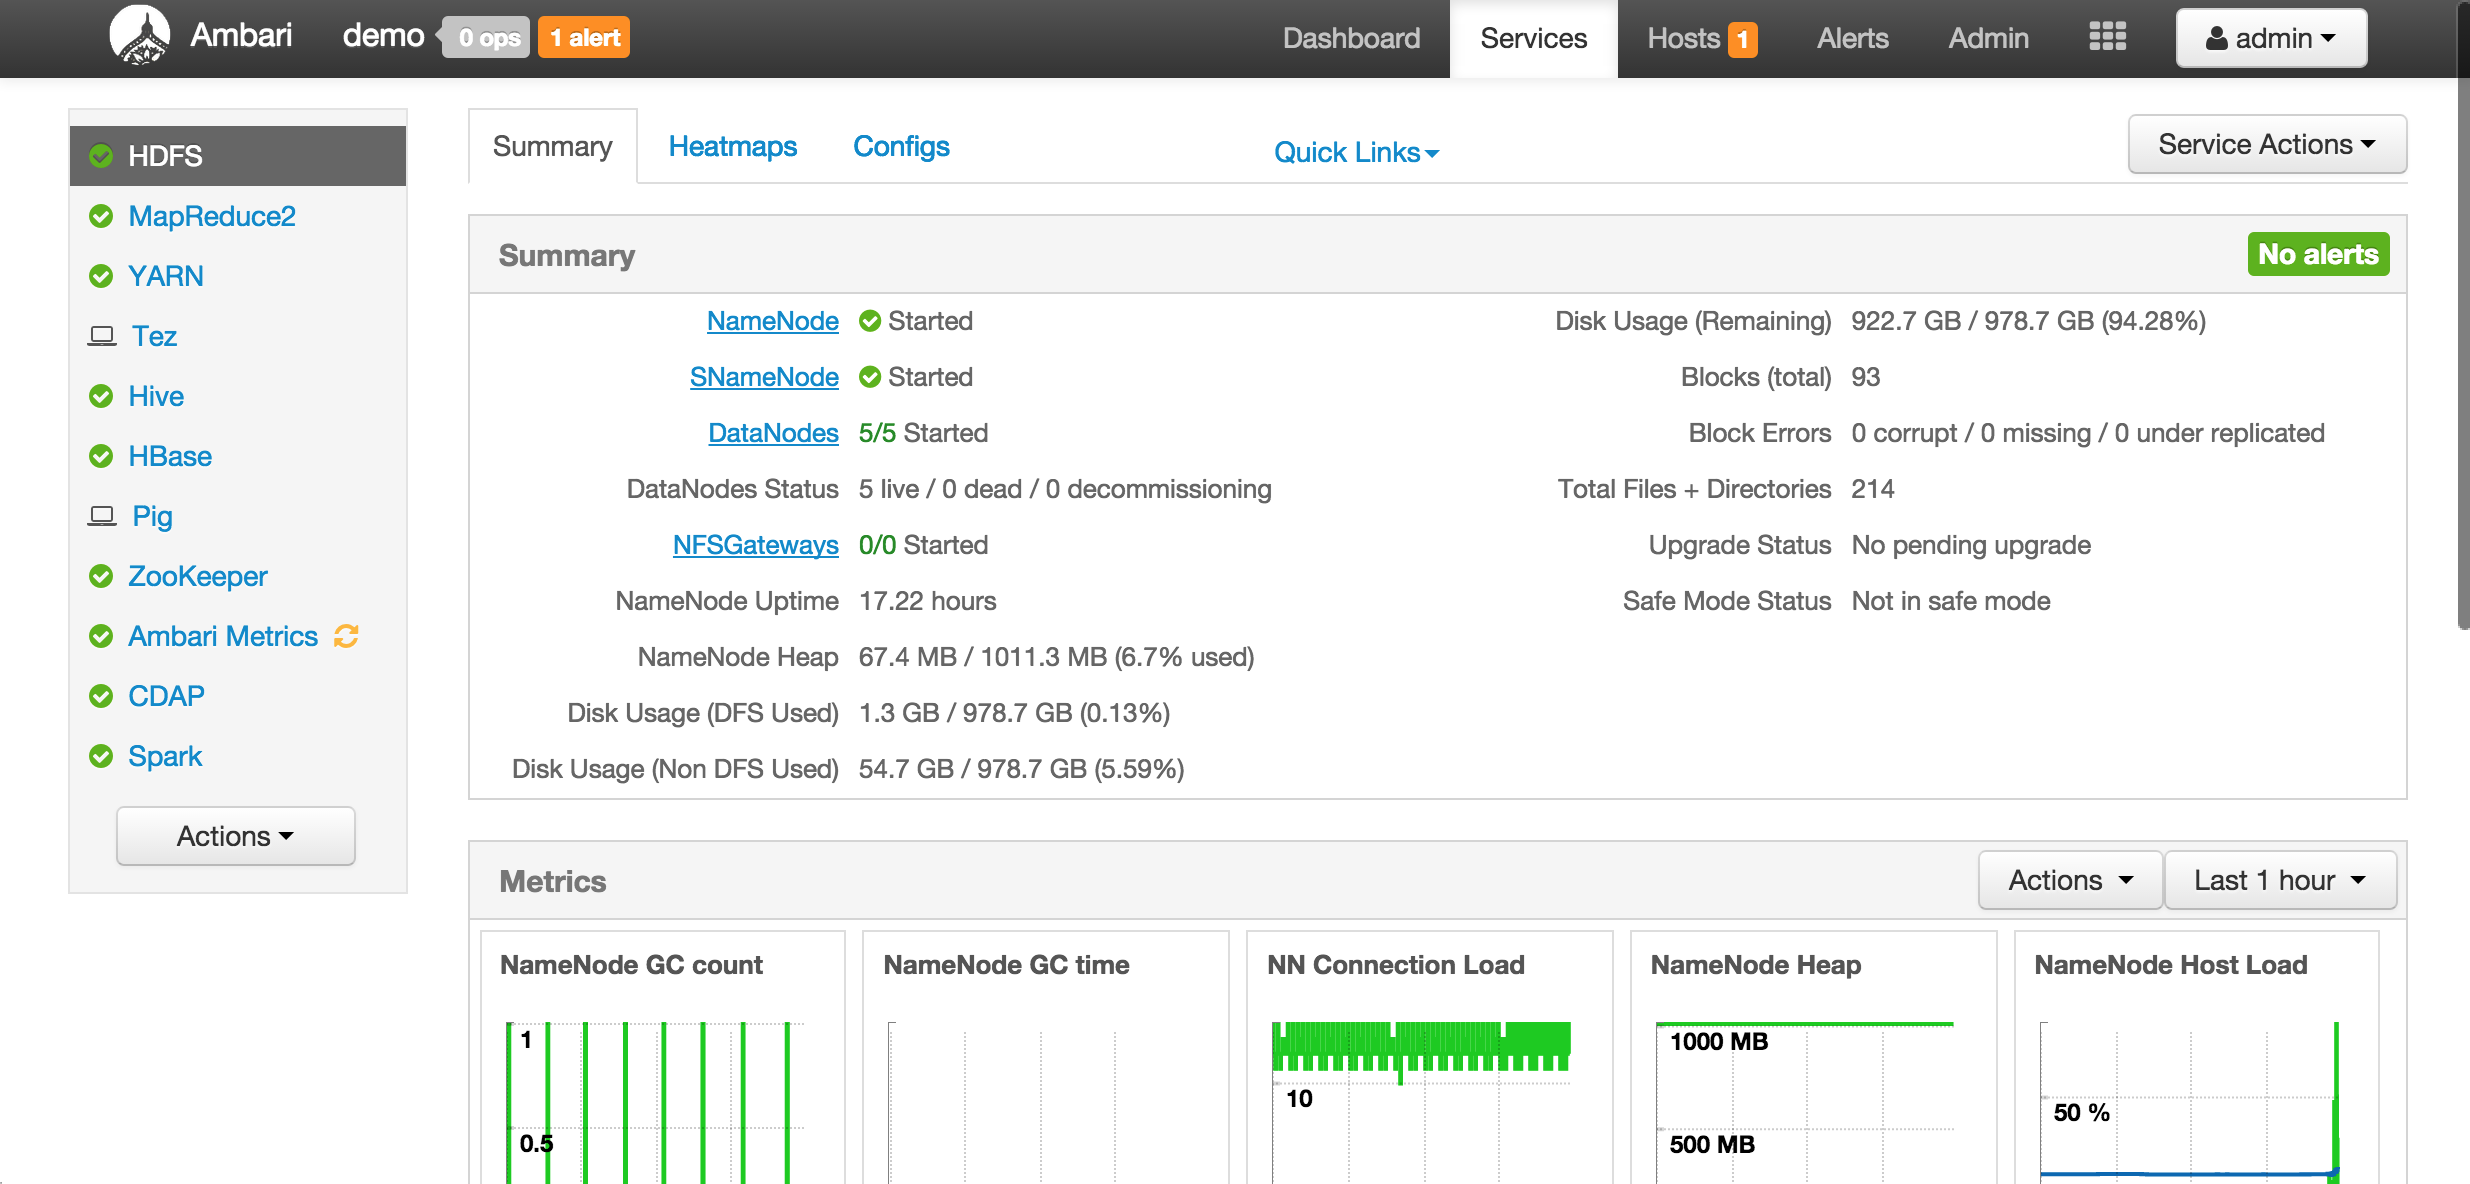 Ambari demo 0 ops 1 alert Dashboard Services Hosts 1 Alerts Admin admin
HDFS
MapReduce2
YARN
Tez
Hive
HBase
Pig
ZooKeeper
Ambari Metrics
CDAP
Spark
Actions
Summary Heatmaps Configs Quick Links Service Actions
Summary No alerts
NameNode Started
SNameNode Started
DataNodes 5/5 Started
DataNodes Status 5 live / 0 dead / 0 decommissioning
NFSGateways 0/0 Started
NameNode Uptime 17.22 hours
NameNode Heap 67.4 MB / 1011.3 MB (6.7% used)
Disk Usage (DFS Used) 1.3 GB / 978.7 GB (0.13%)
Disk Usage (Non DFS Used) 54.7 GB / 978.7 GB (5.59%)
Disk Usage (Remaining) 922.7 GB / 978.7 GB (94.28%)
Blocks (total) 93
Block Errors 0 corrupt / 0 missing / 0 under replicated
Total Files + Directories 214
Upgrade Status No pending upgrade
Safe Mode Status Not in safe mode
Metrics Actions Last 1 hour
NameNode GC count
1
0.5
NameNode GC time
NN Connection Load
10
NameNode Heap
1000 MB
500 MB
NameNode Host Load
50 %